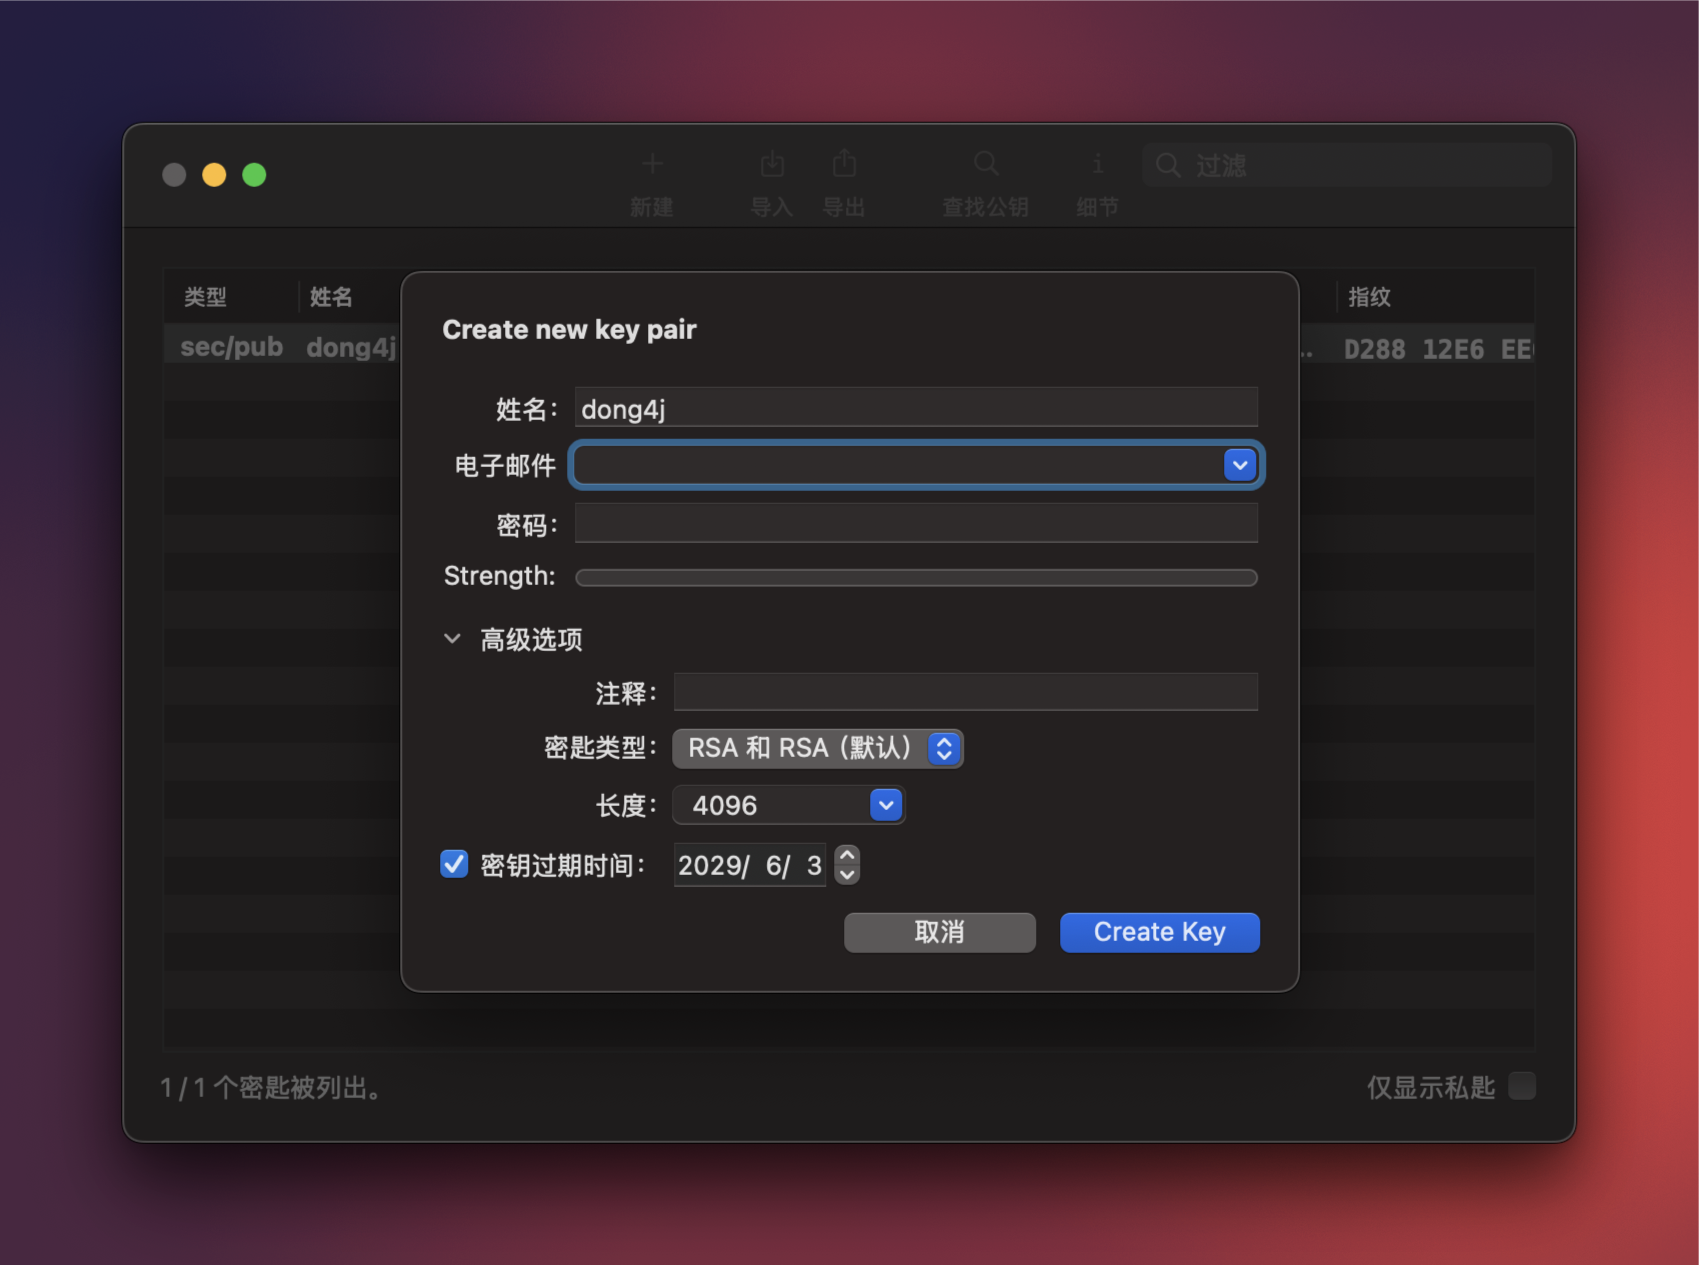 新建 导入 导出 查找公钥 细节 过滤
类型 姓名 指纹
sec/pub dong4j .. D288 12E6 EE
Create new key pair
姓名： dong4j
电子邮件
密码：
Strength:
高级选项
注释：
密匙类型： RSA 和 RSA（默认）
长度： 4096
密钥过期时间： 2029/ 6/ 3
取消 Create Key
1 / 1 个密匙被列出。 仅显示私匙